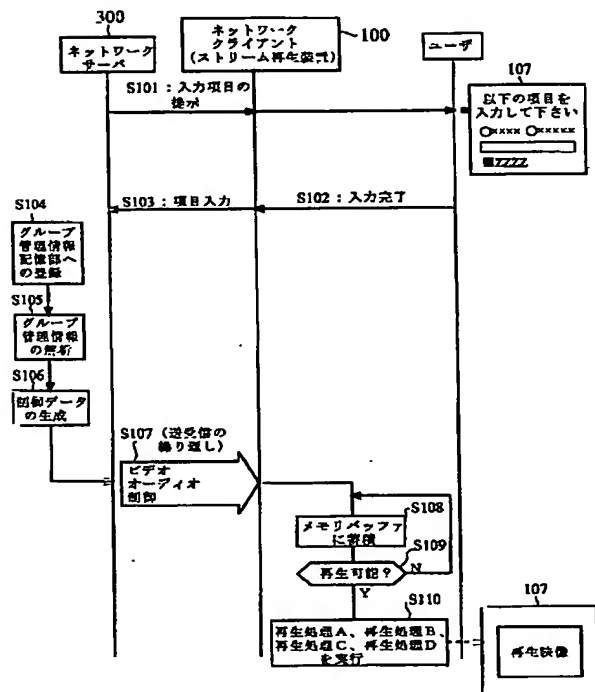 300
ネットワーク
サーバ
ネットワーク
クライアント
(ストリーム再生装置)
100
ユーザ
S101：入力項目の
提示
107
以下の項目を
入力して下さい
○×××× ○×××××
■ZZZZ
S103：項目入力
S102：入力完了
S104
グループ
管理情報
記憶部へ
の登録
S105
グループ
管理情報
の解析
S106
制御データ
の生成
S107（送受信の
繰り返し）
ビデオ
オーディオ
制御
S108
メモリバッファ
に蓄積
S109
再生可能？
N
Y
S110
再生処理A、再生処理B、
再生処理C、再生処理D
を実行
107
再生映像